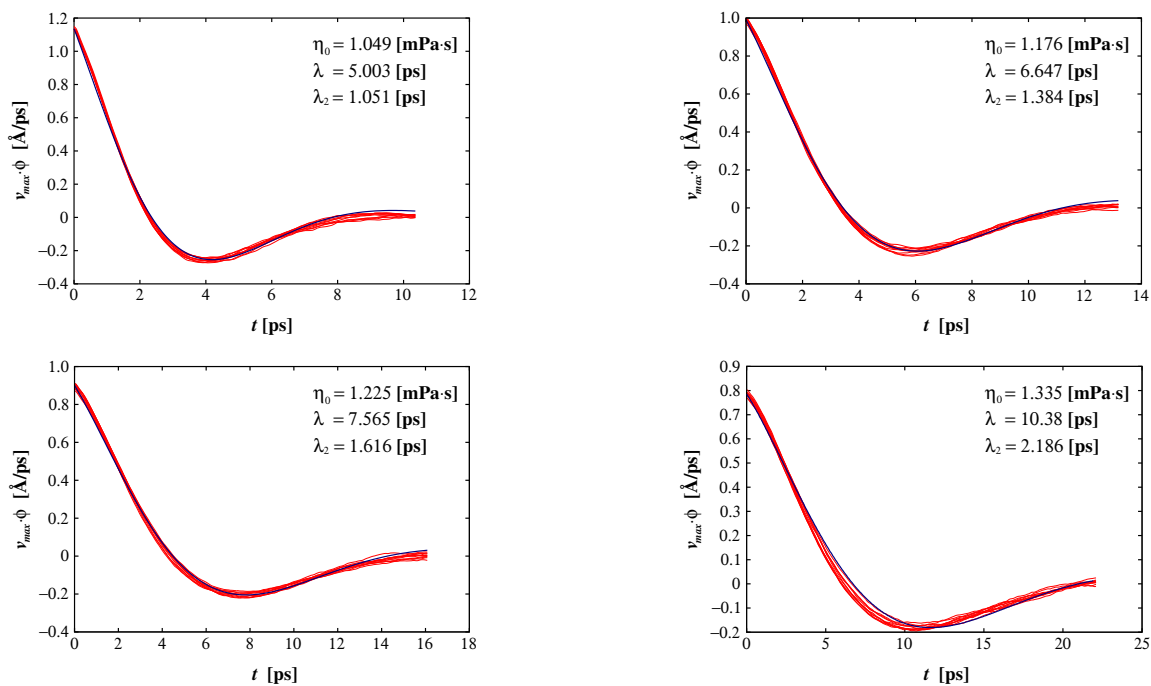 η₀ = 1.049 [mPa·s]
λ = 5.003 [ps]
λ₂ = 1.051 [ps]
v_max·ϕ [Å/ps]
1.2
1.0
0.8
0.6
0.4
0.2
0
−0.2
−0.4
0 2 4 6 8 10 12
t [ps]
η₀ = 1.176 [mPa·s]
λ = 6.647 [ps]
λ₂ = 1.384 [ps]
v_max·ϕ [Å/ps]
1.0
0.8
0.6
0.4
0.2
0
−0.2
−0.4
0 2 4 6 8 10 12 14
t [ps]
η₀ = 1.225 [mPa·s]
λ = 7.565 [ps]
λ₂ = 1.616 [ps]
v_max·ϕ [Å/ps]
1.0
0.8
0.6
0.4
0.2
0
−0.2
−0.4
0 2 4 6 8 10 12 14 16 18
t [ps]
η₀ = 1.335 [mPa·s]
λ = 10.38 [ps]
λ₂ = 2.186 [ps]
v_max·ϕ [Å/ps]
0.9
0.8
0.7
0.6
0.5
0.4
0.3
0.2
0.1
0
−0.1
−0.2
0 5 10 15 20 25
t [ps]